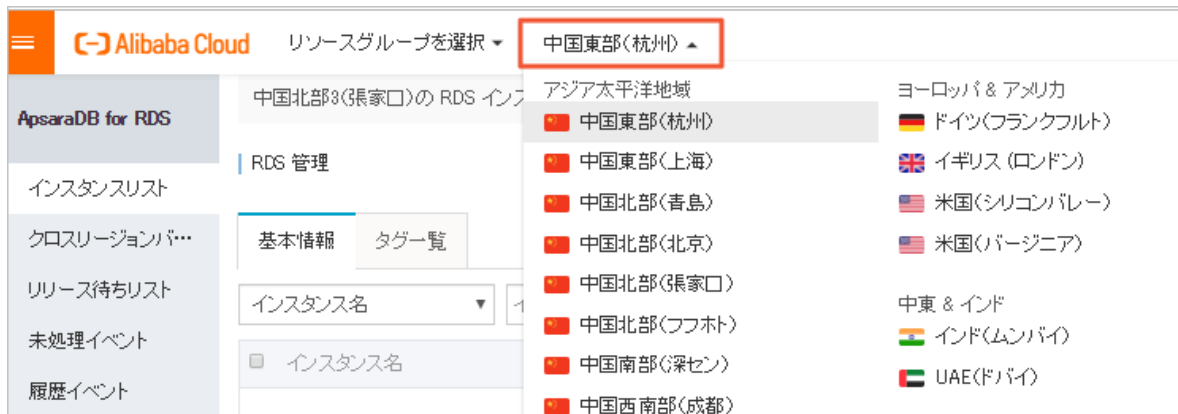 Alibaba Cloud
リソースグループを選択
中国東部(杭州)
ApsaraDB for RDS
インスタンスリスト
クロスリージョンバ…
リリース待ちリスト
未処理イベント
履歴イベント
中国北部3(張家口)の RDS インス
RDS 管理
基本情報
タグ一覧
インスタンス名
インスタンス名
アジア太平洋地域
中国東部(杭州)
中国東部(上海)
中国北部(青島)
中国北部(北京)
中国北部(張家口)
中国北部(フフホト)
中国南部(深セン)
中国西南部(成都)
ヨーロッパ & アメリカ
ドイツ(フランクフルト)
イギリス (ロンドン)
米国(シリコンバレー)
米国(バージニア)
中東 & インド
インド(ムンバイ)
UAE(ドバイ)